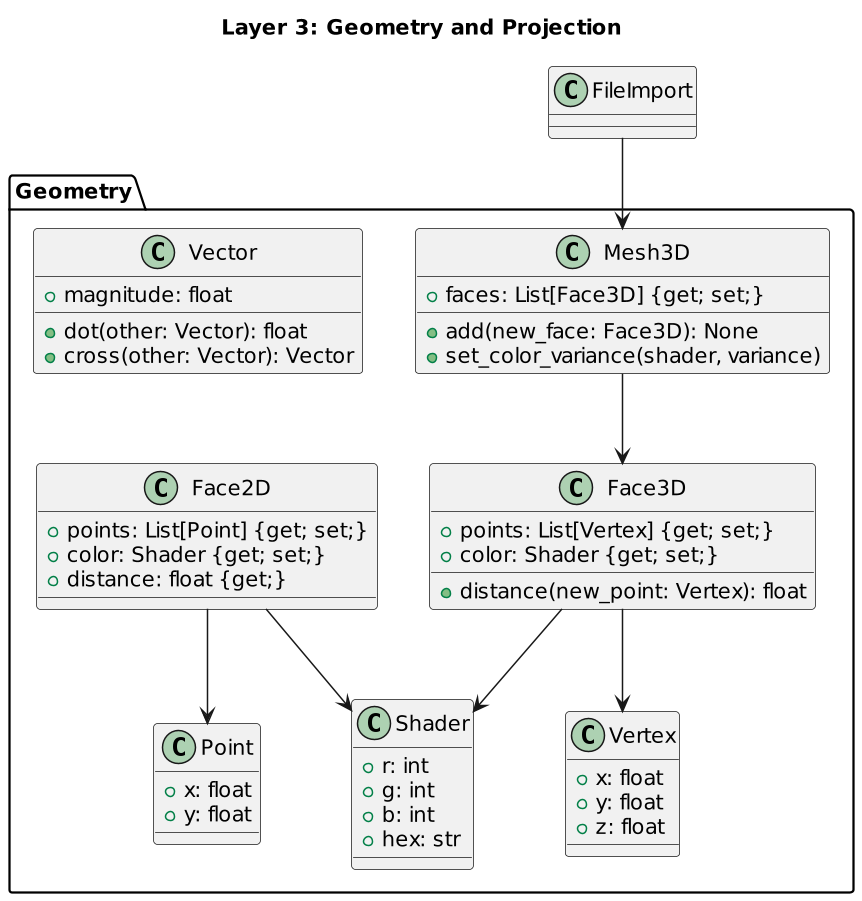 Layer 3: Geometry and Projection
C FileImport
Geometry
C Vector
magnitude: float
dot(other: Vector): float
cross(other: Vector): Vector
C Mesh3D
faces: List[Face3D] {get; set;}
add(new_face: Face3D): None
set_color_variance(shader, variance)
C Face2D
points: List[Point] {get; set;}
color: Shader {get; set;}
distance: float {get;}
C Face3D
points: List[Vertex] {get; set;}
color: Shader {get; set;}
distance(new_point: Vertex): float
C Point
x: float
y: float
C Shader
r: int
g: int
b: int
hex: str
C Vertex
x: float
y: float
z: float